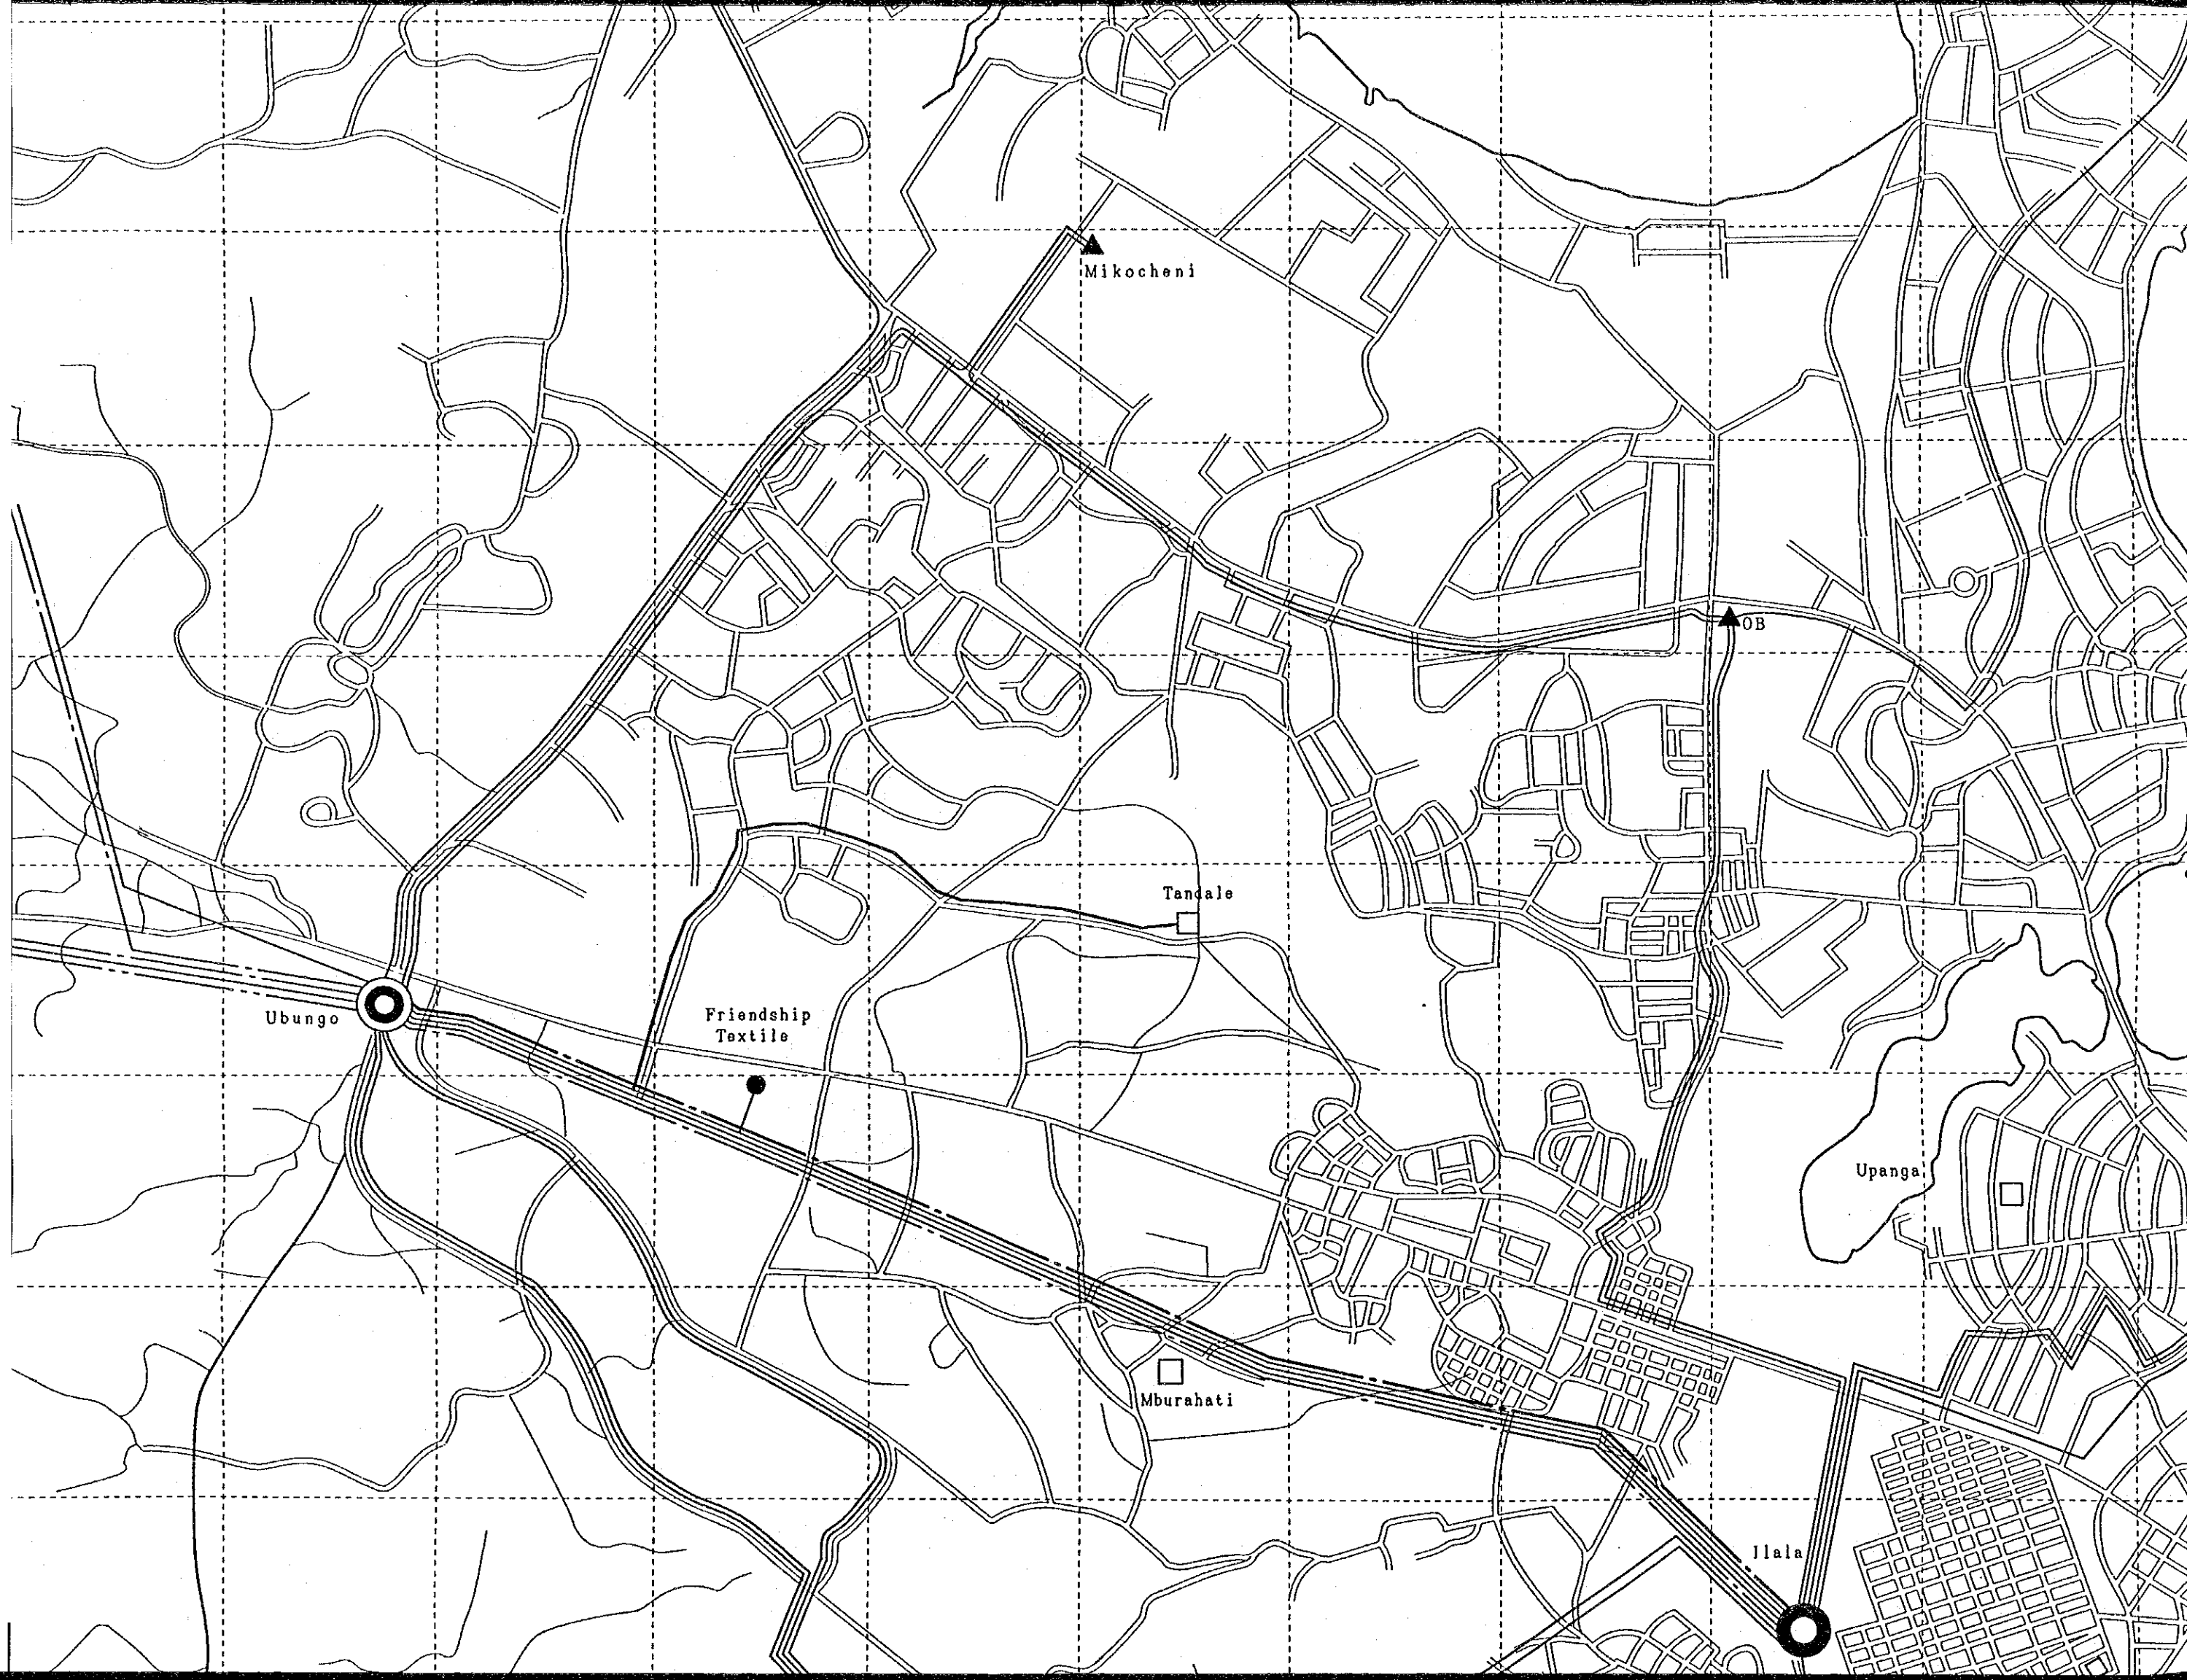 Mikocheni
OB
Tandale
Ubungo
Friendship
Textile
Upanga
Mburahati
Ilala